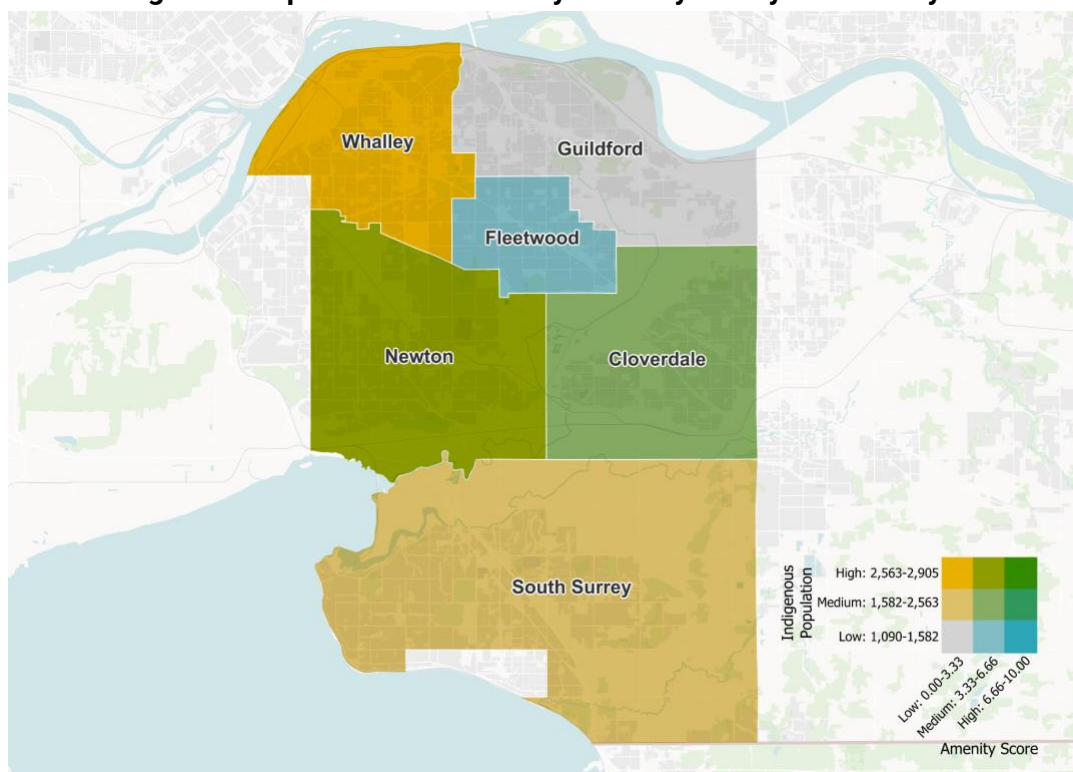 Whalley
Guildford
Fleetwood
Newton
Cloverdale
South Surrey
Indigenous
Population
High: 2,563-2,905
Medium: 1,582-2,563
Low: 1,090-1,582
Low: 0.00-3.33
Medium: 3.33-6.66
High: 6.66-10.00
Amenity Score